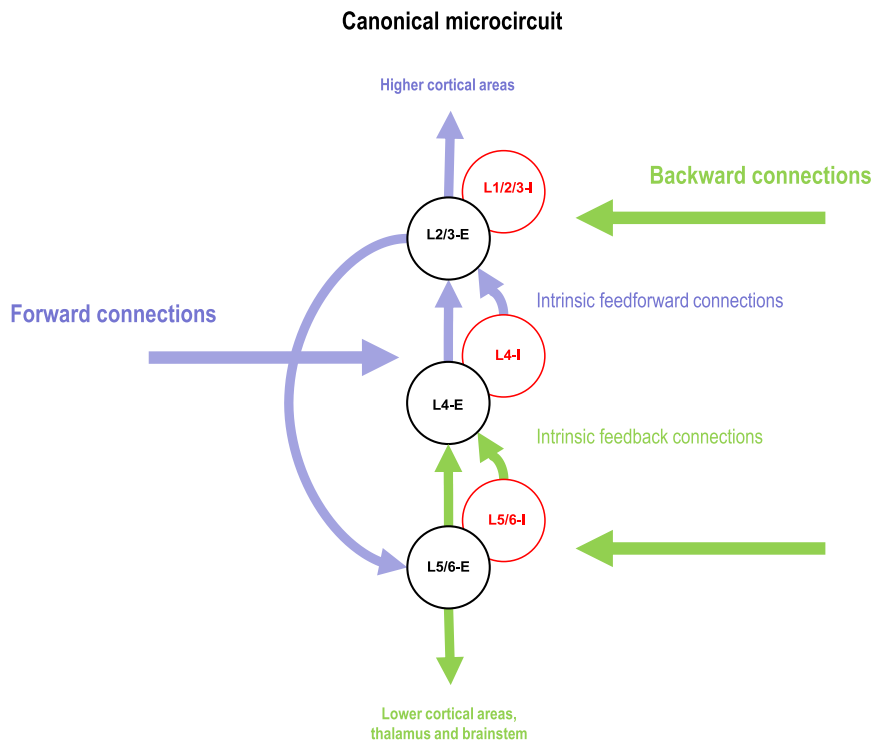 Canonical microcircuit
Higher cortical areas
L1/2/3-I
Backward connections
L2/3-E
Intrinsic feedforward connections
Forward connections
L4-I
L4-E
Intrinsic feedback connections
L5/6-I
L5/6-E
Lower cortical areas,
thalamus and brainstem